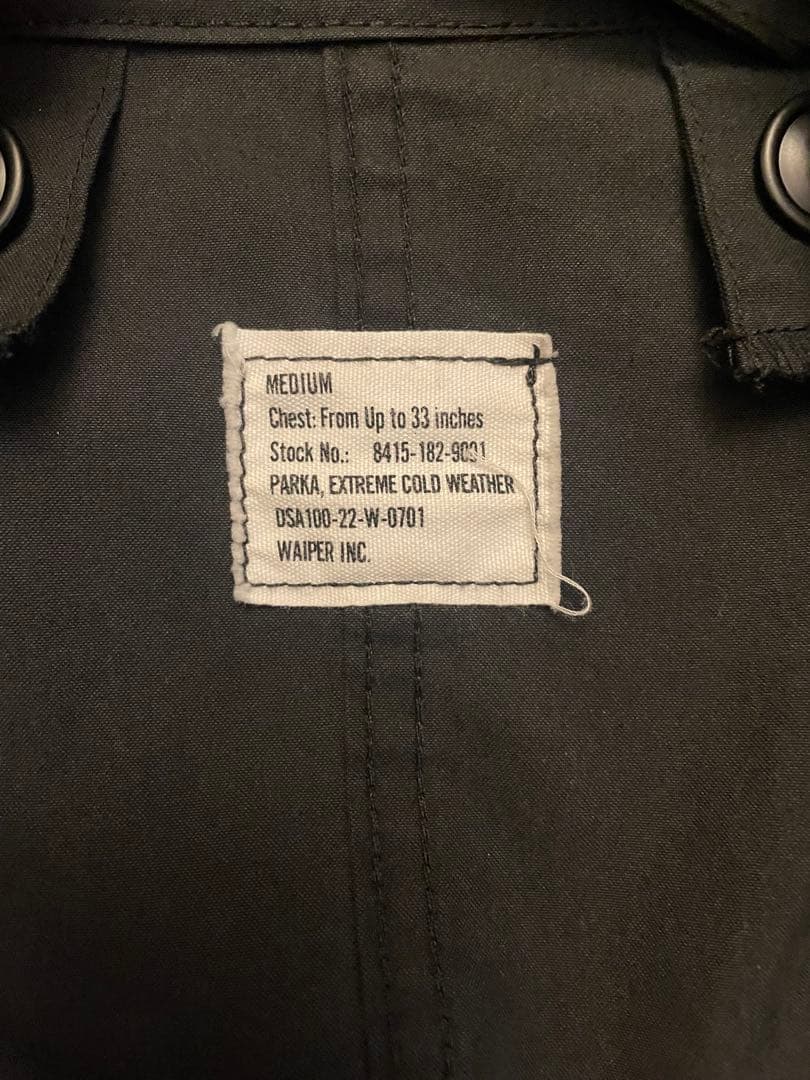 MEDIUM
Chest: From Up to 33 inches
Stock No.: 
PARKA, EXTREME COLD WEATHER
DSA100-22-W-0701
WAIPER INC.